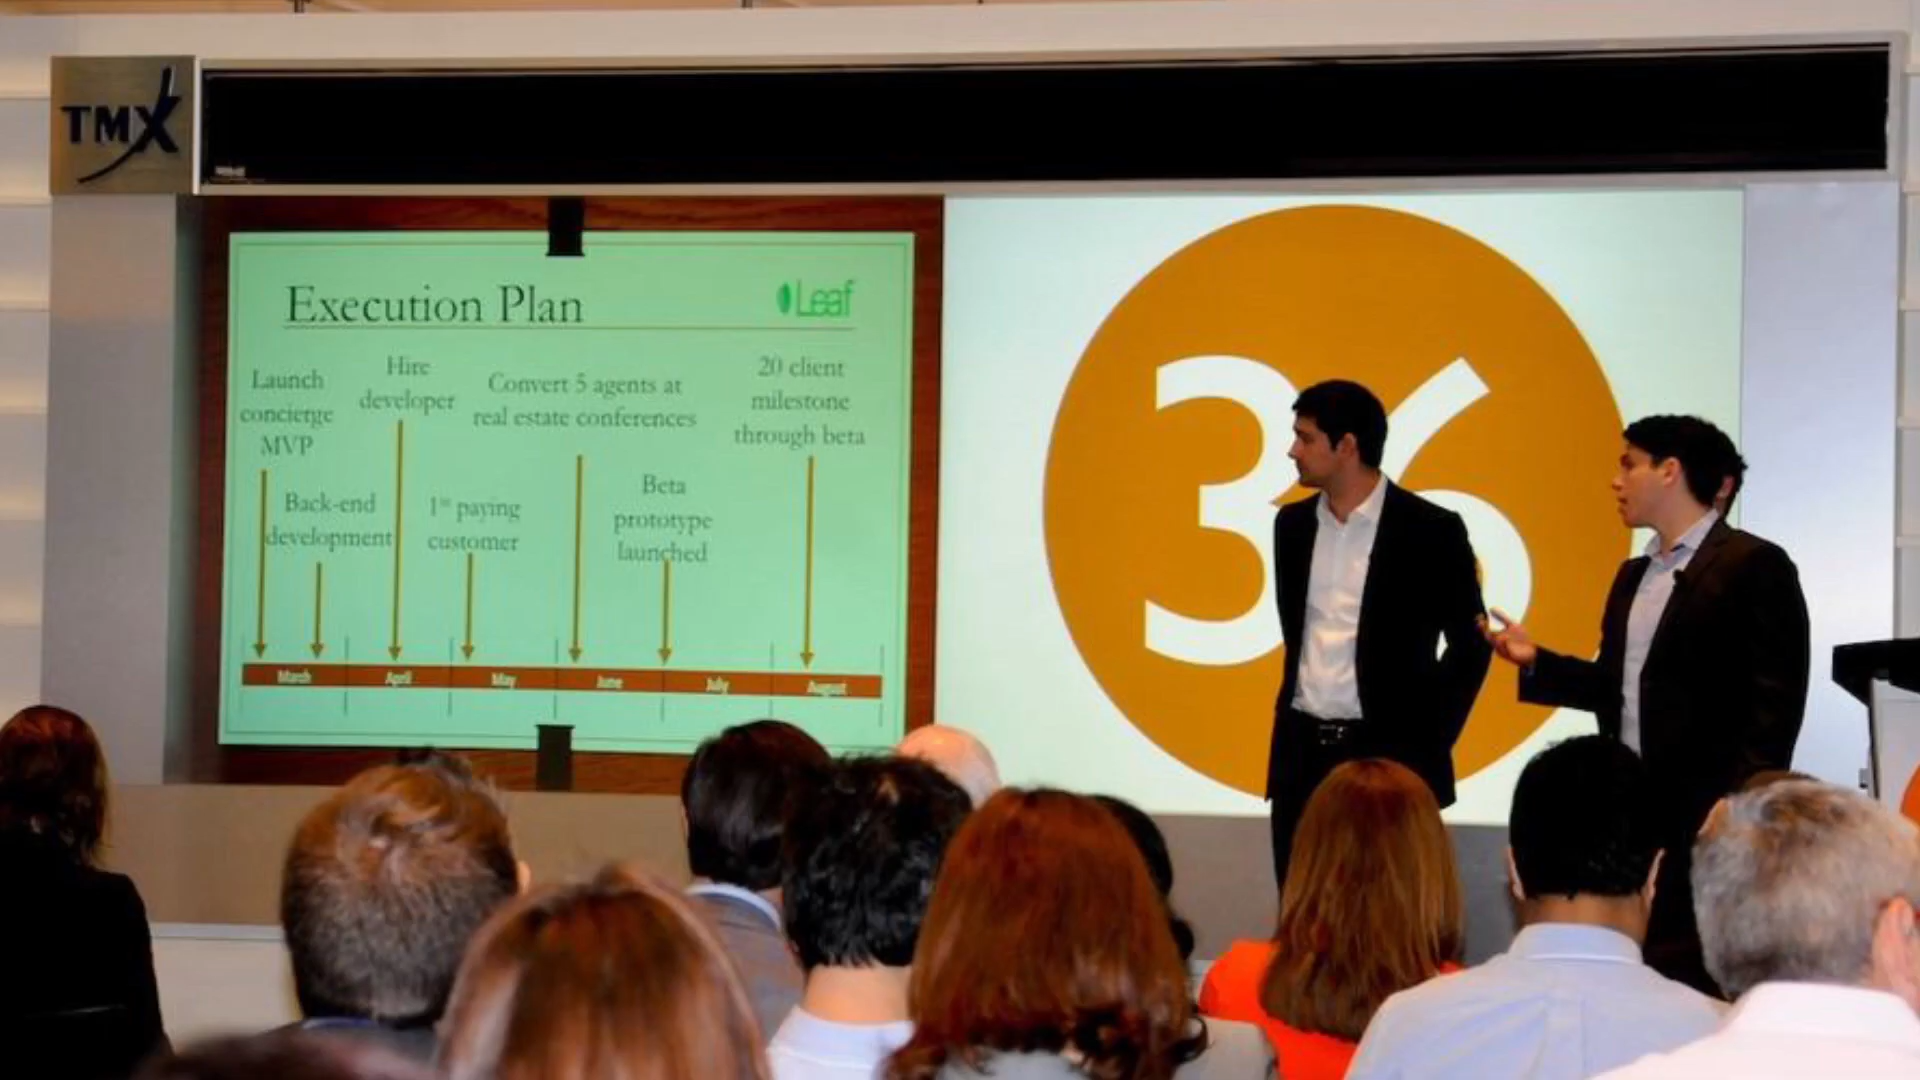 TMX
Execution Plan
Leaf
Launch
concierge
MVP
Hire
developer
Convert 5 agents at
real estate conferences
20 client
milestone
through beta
Back-end
development
1st paying
customer
Beta
prototype
launched
March
April
May
June
July
August
36